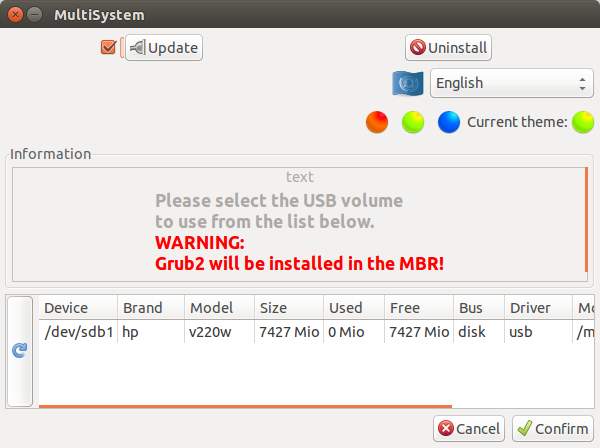 MultiSystem
Update Uninstall
English
Current theme:
Information
text
Please select the USB volume
to use from the list below.
WARNING:
Grub2 will be installed in the MBR!
Device Brand Model Size Used Free Bus Driver Mo
/dev/sdb1 hp v220w 7427 Mio 0 Mio 7427 Mio disk usb /m
Cancel Confirm